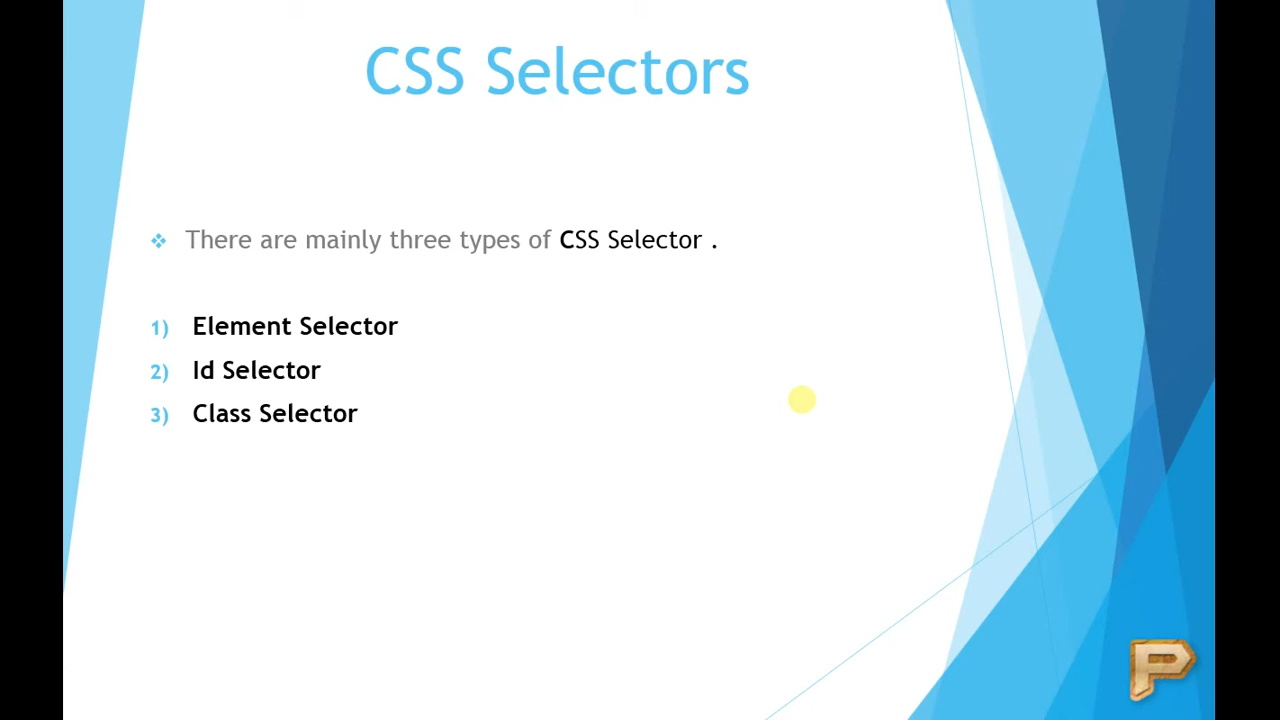 CSS Selectors
❖ There are mainly three types of CSS Selector .
1) Element Selector
2) Id Selector
3) Class Selector
P